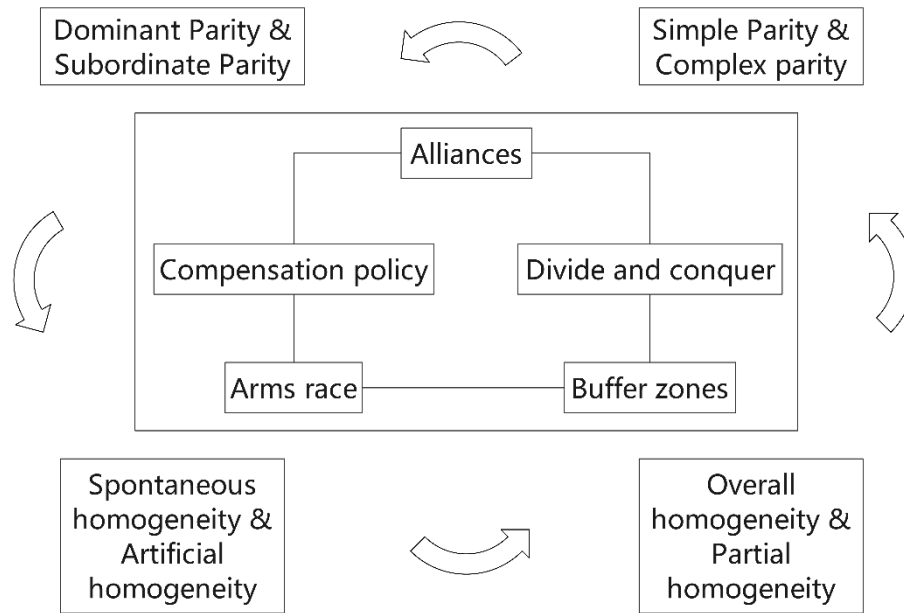 Dominant Parity &
Subordinate Parity
Simple Parity &
Complex parity
Alliances
Compensation policy
Divide and conquer
Arms race
Buffer zones
Spontaneous
homogeneity &
Artificial
homogeneity
Overall
homogeneity &
Partial
homogeneity